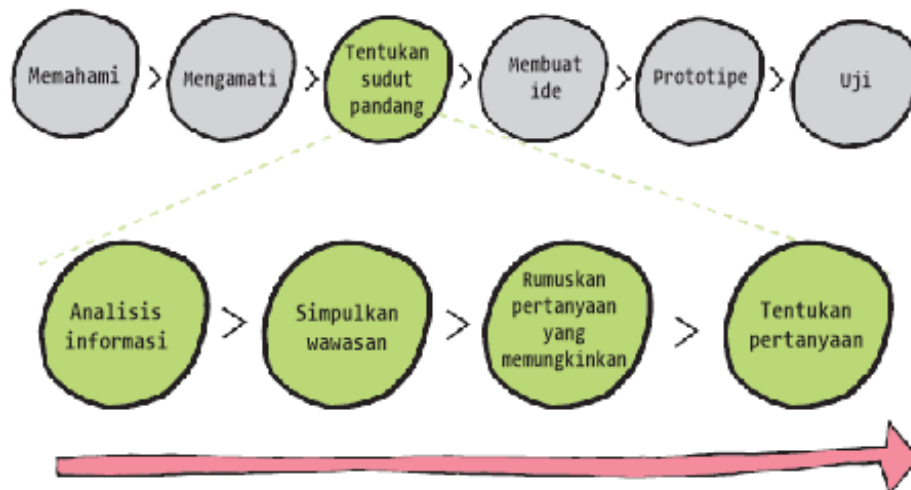 Memahami
>
Mengamati
>
Tentukan
sudut
pandang
>
Membuat
ide
>
Prototipe
>
Uji
Analisis
informasi
>
Simpulkan
wawasan
>
Rumuskan
pertanyaan
yang
memungkinkan
>
Tentukan
pertanyaan